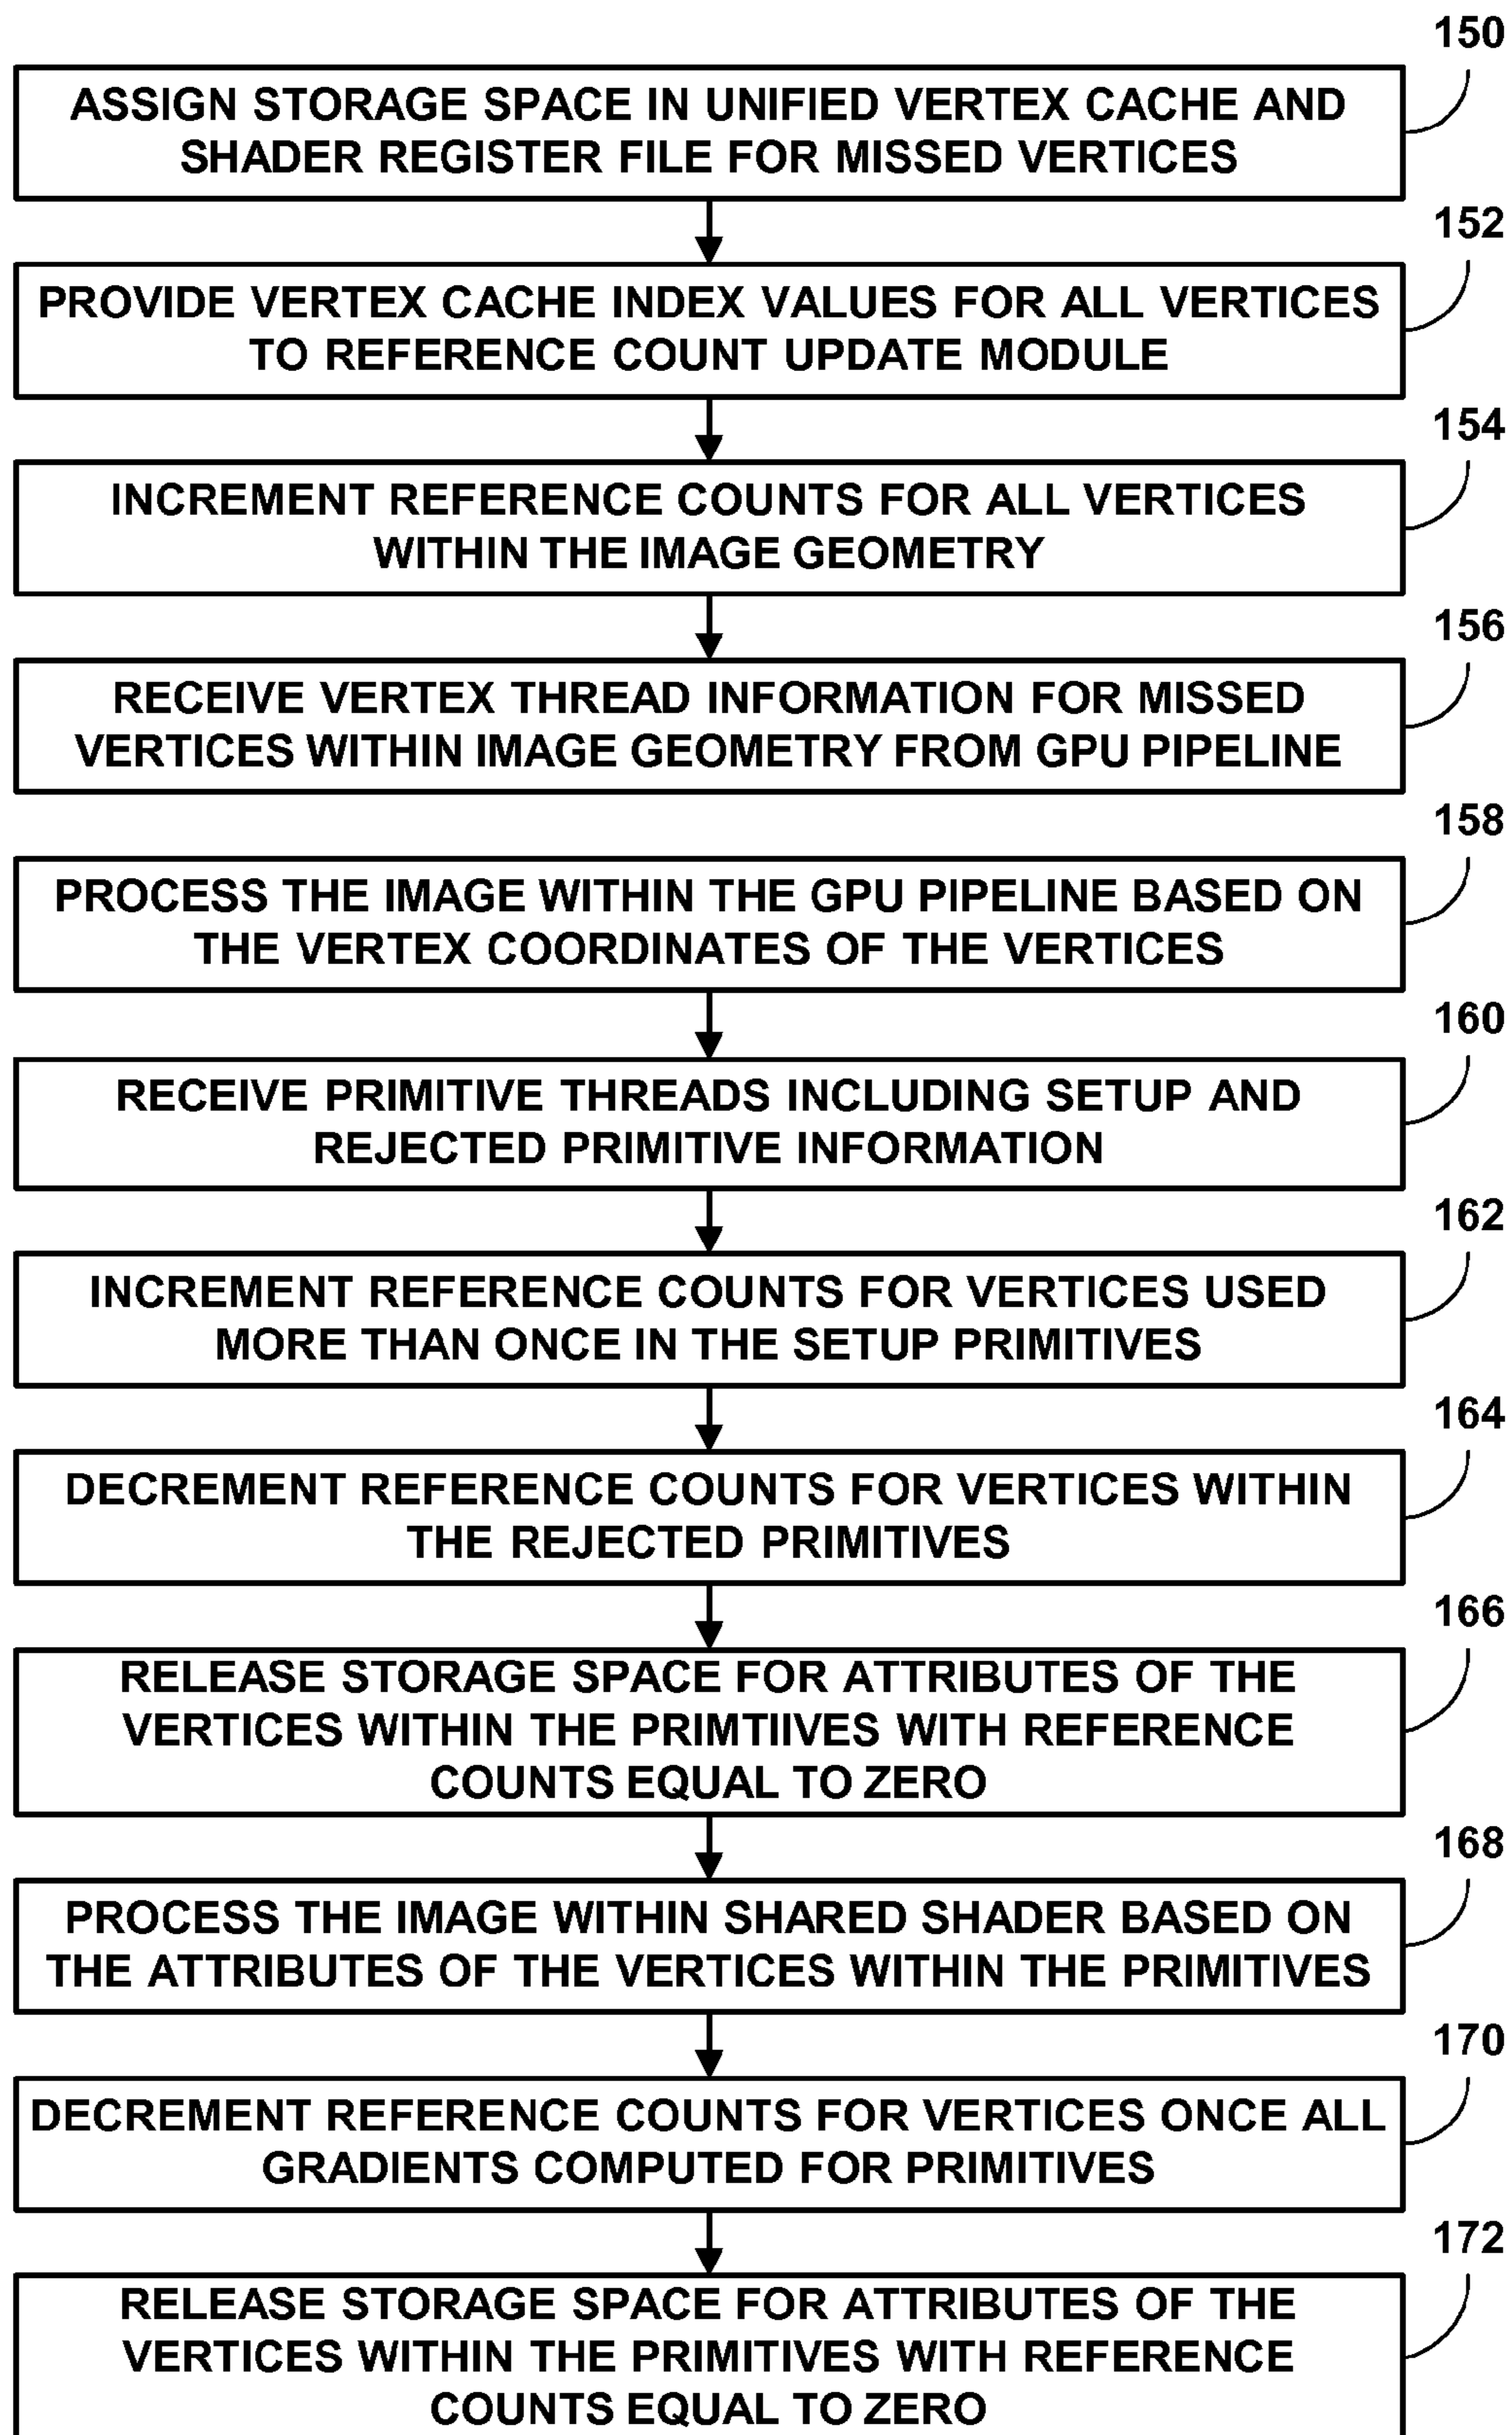 150
ASSIGN STORAGE SPACE IN UNIFIED VERTEX CACHE AND
SHADER REGISTER FILE FOR MISSED VERTICES
152
PROVIDE VERTEX CACHE INDEX VALUES FOR ALL VERTICES
TO REFERENCE COUNT UPDATE MODULE
154
INCREMENT REFERENCE COUNTS FOR ALL VERTICES
WITHIN THE IMAGE GEOMETRY
156
RECEIVE VERTEX THREAD INFORMATION FOR MISSED
VERTICES WITHIN IMAGE GEOMETRY FROM GPU PIPELINE
158
PROCESS THE IMAGE WITHIN THE GPU PIPELINE BASED ON
THE VERTEX COORDINATES OF THE VERTICES
160
RECEIVE PRIMITIVE THREADS INCLUDING SETUP AND
REJECTED PRIMITIVE INFORMATION
162
INCREMENT REFERENCE COUNTS FOR VERTICES USED
MORE THAN ONCE IN THE SETUP PRIMITIVES
164
DECREMENT REFERENCE COUNTS FOR VERTICES WITHIN
THE REJECTED PRIMITIVES
166
RELEASE STORAGE SPACE FOR ATTRIBUTES OF THE
VERTICES WITHIN THE PRIMTIIVES WITH REFERENCE
COUNTS EQUAL TO ZERO
168
PROCESS THE IMAGE WITHIN SHARED SHADER BASED ON
THE ATTRIBUTES OF THE VERTICES WITHIN THE PRIMITIVES
170
DECREMENT REFERENCE COUNTS FOR VERTICES ONCE ALL
GRADIENTS COMPUTED FOR PRIMITIVES
172
RELEASE STORAGE SPACE FOR ATTRIBUTES OF THE
VERTICES WITHIN THE PRIMITIVES WITH REFERENCE
COUNTS EQUAL TO ZERO